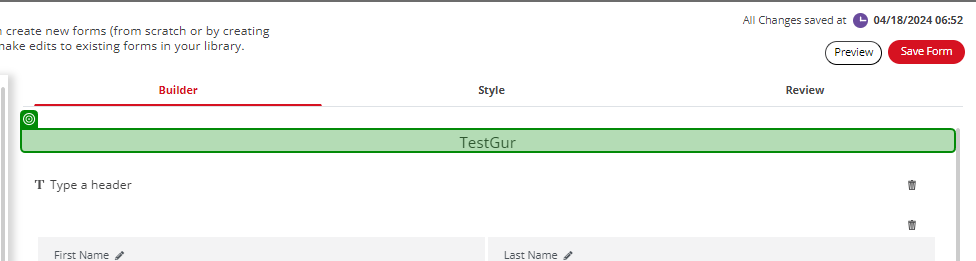 All Changes saved at 04/18/2024 06:52
create new forms (from scratch or by creating
make edits to existing forms in your library.
Preview
Save Form
Builder
Style
Review
TestGur
T Type a header
First Name
Last Name